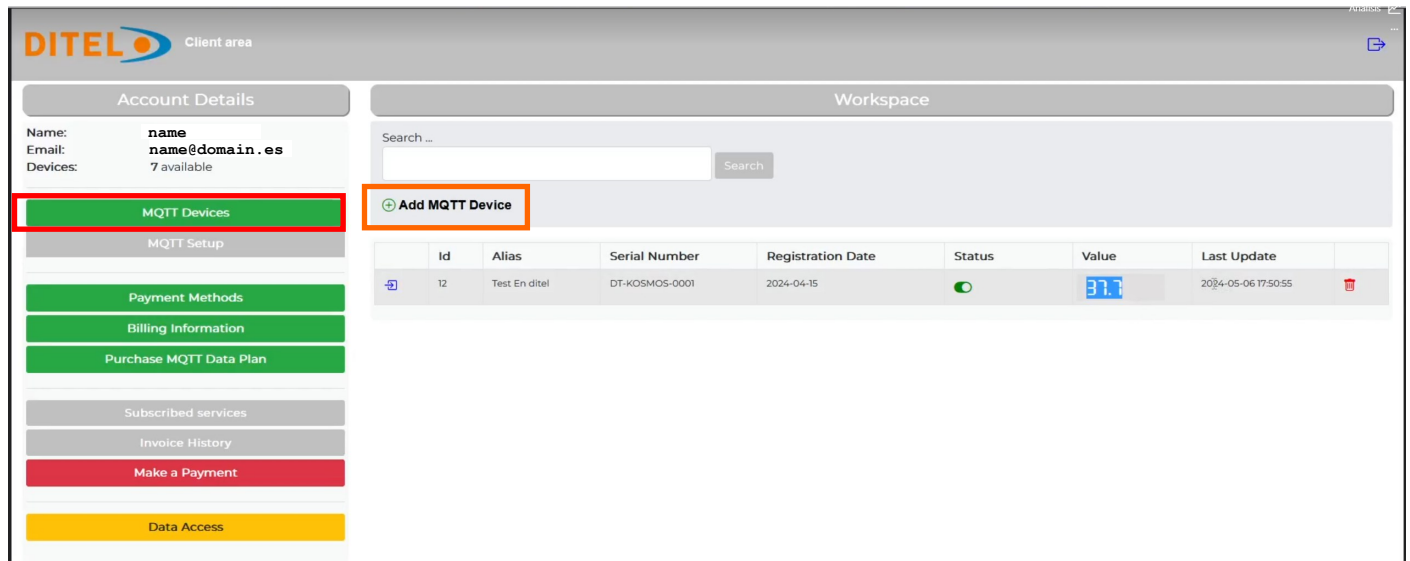 Analisis
DITEL Client area
Account Details
Name: name
Email: name@domain.es
Devices: 7 available
MQTT Devices
MQTT Setup
Payment Methods
Billing Information
Purchase MQTT Data Plan
Subscribed services
Invoice History
Make a Payment
Data Access
Workspace
Search ...
Search
Add MQTT Device
Id Alias Serial Number Registration Date Status Value Last Update
12 Test En ditel DT-KOSMOS-0001 2024-04-15 37.7 2024-05-06 17:50:55